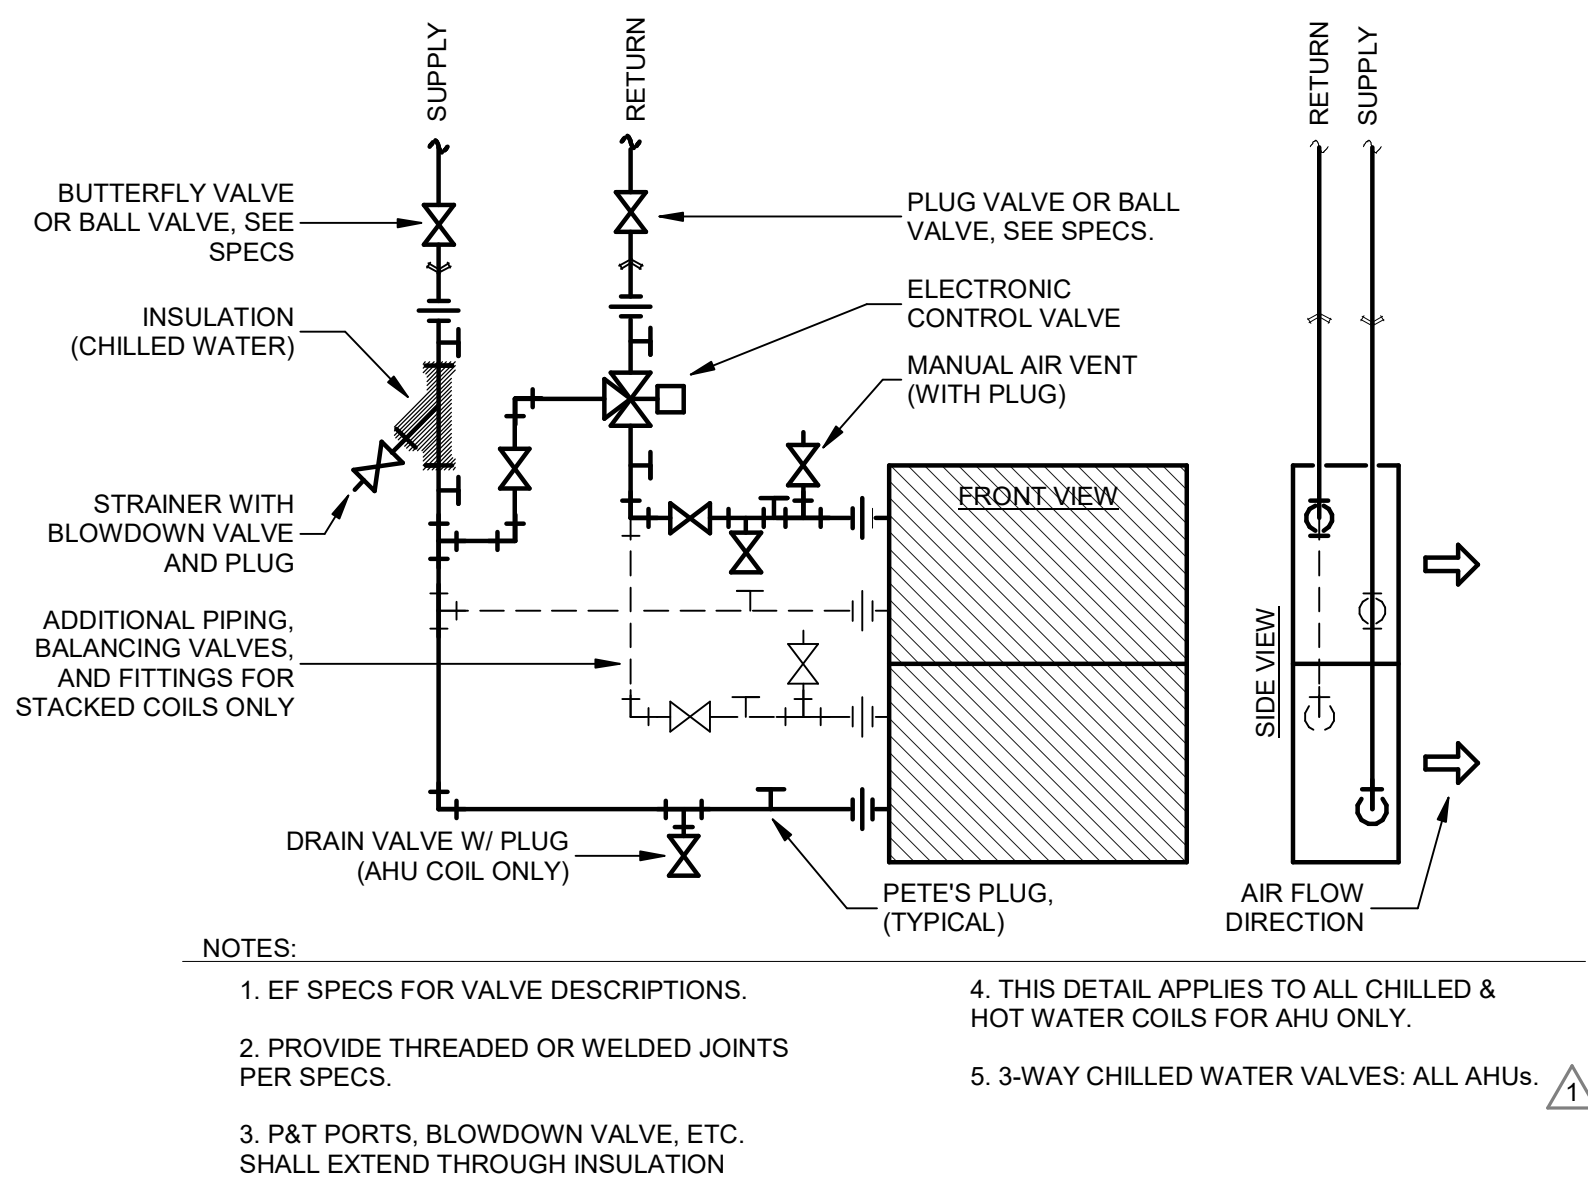 SUPPLY
RETURN
RETURN
SUPPLY
BUTTERFLY VALVE
OR BALL VALVE, SEE
SPECS
PLUG VALVE OR BALL
VALVE, SEE SPECS.
INSULATION
(CHILLED WATER)
ELECTRONIC
CONTROL VALVE
MANUAL AIR VENT
(WITH PLUG)
STRAINER WITH
BLOWDOWN VALVE
AND PLUG
FRONT VIEW
ADDITIONAL PIPING,
BALANCING VALVES,
AND FITTINGS FOR
STACKED COILS ONLY
SIDE VIEW
DRAIN VALVE W/ PLUG
(AHU COIL ONLY)
PETE'S PLUG,
(TYPICAL)
AIR FLOW
DIRECTION
NOTES:
1. EF SPECS FOR VALVE DESCRIPTIONS.
2. PROVIDE THREADED OR WELDED JOINTS
PER SPECS.
3. P&T PORTS, BLOWDOWN VALVE, ETC.
SHALL EXTEND THROUGH INSULATION
4. THIS DETAIL APPLIES TO ALL CHILLED &
HOT WATER COILS FOR AHU ONLY.
5. 3-WAY CHILLED WATER VALVES: ALL AHUs.
1